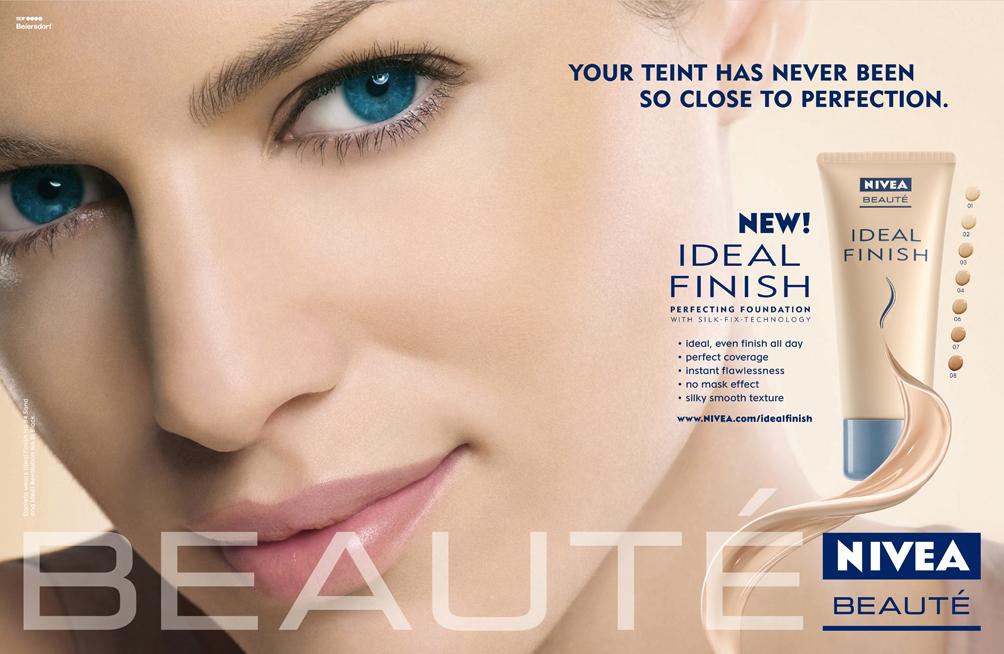 BDF
Beiersdorf
YOUR TEINT HAS NEVER BEEN
SO CLOSE TO PERFECTION.
NEW!
IDEAL
FINISH
PERFECTING FOUNDATION
WITH SILK-FIX-TECHNOLOGY
• ideal, even finish all day
• perfect coverage
• instant flawlessness
• no mask effect
• silky smooth texture
www.NIVEA.com/idealfinish
NIVEA
BEAUTÉ
IDEAL
FINISH
01
02
03
04
06
07
08
BEAUTÉ
NIVEA
BEAUTÉ